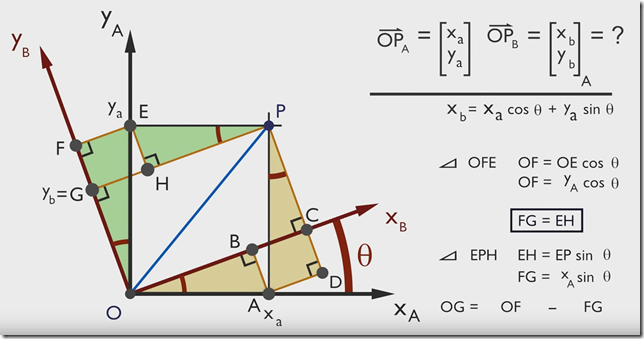 y_A
y_B
y_a E P
F
y_b=G H
C x_B
B θ
D
O A x_a x_A
OP_A = [x_a y_a] OP_B = [x_b y_b]_A = ?
x_b = x_a cos θ + y_a sin θ
⊿ OFE OF = OE cos θ
OF = y_A cos θ
FG = EH
⊿ EPH EH = EP sin θ
FG = x_A sin θ
OG = OF − FG